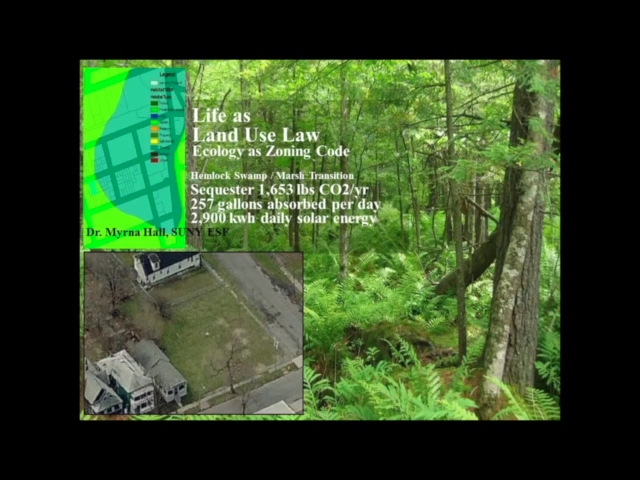 Legend
Life as
Land Use Law
Ecology as Zoning Code
Hemlock Swamp / Marsh Transition
Sequester 1,653 lbs CO2/yr
257 gallons absorbed per day
2,900 kwh daily solar energy
Dr. Myrna Hall, SUNY ESF